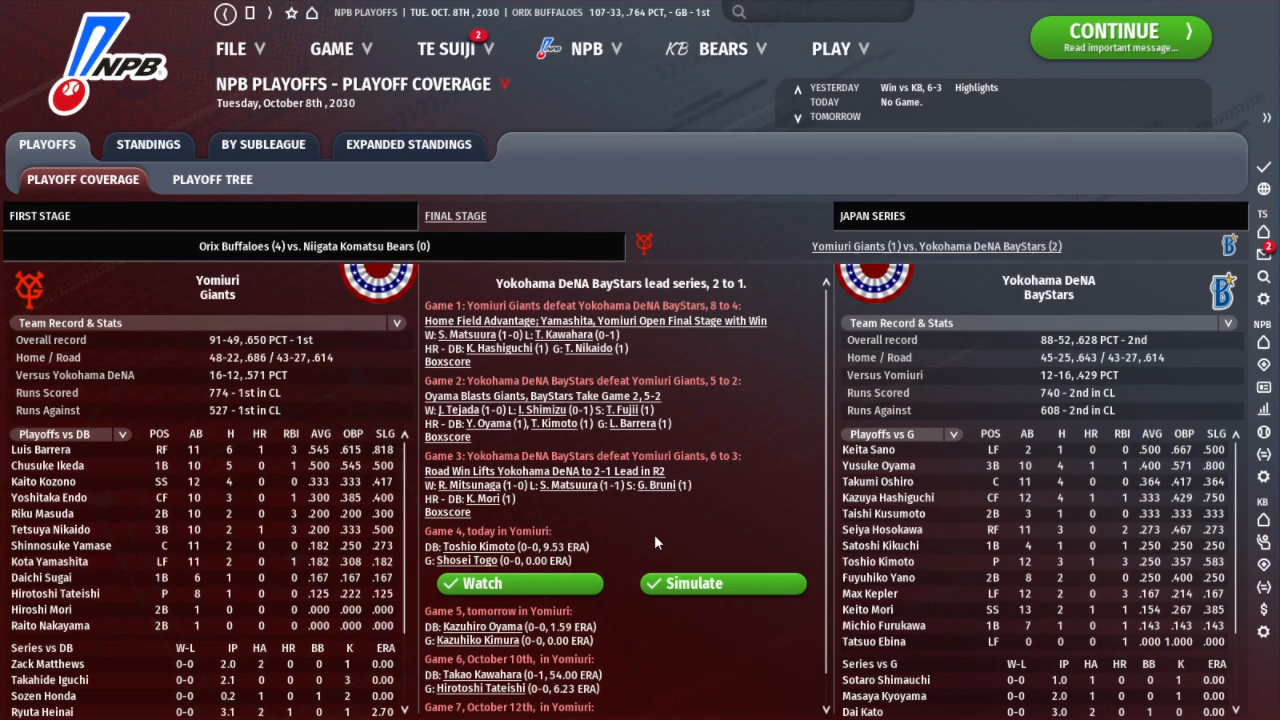 NPB PLAYOFFS | TUE. OCT. 8TH , 2030 | ORIX BUFFALOES 107-33, .764 PCT, - GB - 1st
NPB
FILE GAME TE SUIJI 2 NPB KB BEARS PLAY
CONTINUE
Read important message...
NPB PLAYOFFS - PLAYOFF COVERAGE
Tuesday, October 8th , 2030
YESTERDAY Win vs KB, 6-3 Highlights
TODAY No Game.
TOMORROW
PLAYOFFS STANDINGS BY SUBLEAGUE EXPANDED STANDINGS
PLAYOFF COVERAGE PLAYOFF TREE
FIRST STAGE FINAL STAGE JAPAN SERIES
Orix Buffaloes (4) vs. Niigata Komatsu Bears (0) Yomiuri Giants (1) vs. Yokohama DeNA BayStars (2)
Yomiuri
Giants
Team Record & Stats
Overall record 91-49, .650 PCT - 1st
Home / Road 48-22, .686 / 43-27, .614
Versus Yokohama DeNA 16-12, .571 PCT
Runs Scored 774 - 1st in CL
Runs Against 527 - 1st in CL
Playoffs vs DB POS AB H HR RBI AVG OBP SLG
Luis Barrera RF 11 6 1 3 .545 .615 .818
Chusuke Ikeda 1B 10 5 0 1 .500 .545 .500
Kaito Kozono SS 12 4 0 0 .333 .333 .417
Yoshitaka Endo CF 10 3 0 1 .300 .385 .400
Riku Masuda 2B 10 2 0 3 .200 .200 .300
Tetsuya Nikaido 3B 10 2 1 3 .200 .333 .500
Shinnosuke Yamase C 11 2 0 0 .182 .250 .273
Kota Yamashita LF 11 2 0 1 .182 .308 .182
Daichi Sugai 1B 6 1 0 0 .167 .167 .167
Hirotoshi Tateishi P 8 1 0 0 .125 .222 .125
Hiroshi Mori 2B 1 0 0 0 .000 .000 .000
Raito Nakayama 2B 1 0 0 0 .000 .000 .000
Series vs DB W-L IP HA HR BB K ERA
Zack Matthews 0-0 2.0 2 0 0 1 0.00
Takahide Iguchi 0-0 2.1 0 0 0 3 0.00
Sozen Honda 0-0 0.2 1 0 1 2 0.00
Ryuta Heinai 0-0 3.1 2 1 0 1 2.70
Yokohama DeNA BayStars lead series, 2 to 1.
Game 1: Yomiuri Giants defeat Yokohama DeNA BayStars, 8 to 4:
Home Field Advantage; Yamashita, Yomiuri Open Final Stage with Win
W: S. Matsuura (1-0) L: T. Kawahara (0-1)
HR - DB: K. Hashiguchi (1) G: T. Nikaido (1)
Boxscore
Game 2: Yokohama DeNA BayStars defeat Yomiuri Giants, 5 to 2:
Oyama Blasts Giants, BayStars Take Game 2, 5-2
W: J. Tejada (1-0) L: I. Shimizu (0-1) S: T. Fujii (1)
HR - DB: Y. Oyama (1), T. Kimoto (1) G: L. Barrera (1)
Boxscore
Game 3: Yokohama DeNA BayStars defeat Yomiuri Giants, 6 to 3:
Road Win Lifts Yokohama DeNA to 2-1 Lead in R2
W: R. Mitsunaga (1-0) L: S. Matsuura (1-1) S: G. Bruni (1)
HR - DB: K. Mori (1)
Boxscore
Game 4, today in Yomiuri:
DB: Toshio Kimoto (0-0, 9.53 ERA)
G: Shosei Togo (0-0, 0.00 ERA)
Watch Simulate
Game 5, tomorrow in Yomiuri:
DB: Kazuhiro Oyama (0-0, 1.59 ERA)
G: Kazuhiko Kimura (0-0, 0.00 ERA)
Game 6, October 10th, in Yomiuri:
DB: Takao Kawahara (0-1, 54.00 ERA)
G: Hirotoshi Tateishi (0-0, 6.23 ERA)
Game 7, October 12th, in Yomiuri:
Yokohama DeNA
BayStars
Team Record & Stats
Overall record 88-52, .628 PCT - 2nd
Home / Road 45-25, .643 / 43-27, .614
Versus Yomiuri 12-16, .429 PCT
Runs Scored 740 - 2nd in CL
Runs Against 608 - 2nd in CL
Playoffs vs G POS AB H HR RBI AVG OBP SLG
Keita Sano LF 2 1 0 0 .500 .667 .500
Yusuke Oyama 3B 10 4 1 1 .400 .571 .800
Takumi Oshiro C 11 4 0 0 .364 .417 .364
Kazuya Hashiguchi CF 12 4 1 1 .333 .429 .750
Taishi Kusumoto 2B 3 1 0 0 .333 .333 .333
Seiya Hosokawa RF 11 3 0 2 .273 .467 .273
Satoshi Kikuchi 1B 4 1 0 1 .250 .250 .250
Toshio Kimoto P 12 3 1 3 .250 .357 .583
Fuyuhiko Yano 2B 8 2 0 0 .250 .400 .250
Max Kepler LF 12 2 0 3 .167 .214 .167
Keito Mori SS 13 2 1 1 .154 .267 .385
Michio Furukawa 1B 7 1 0 1 .143 .143 .143
Tatsuo Ebina LF 0 0 0 1 .000 1.000 .000
Series vs G W-L IP HA HR BB K ERA
Sotaro Shimauchi 0-0 1.0 1 0 0 1 0.00
Masaya Kyoyama 0-0 2.0 1 0 0 1 0.00
Dai Kato 0-0 3.0 2 0 0 1 0.00
TS
2
NPB
KB